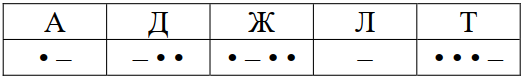 А Д Ж Л Т
• – – • • • – • • – • • • –